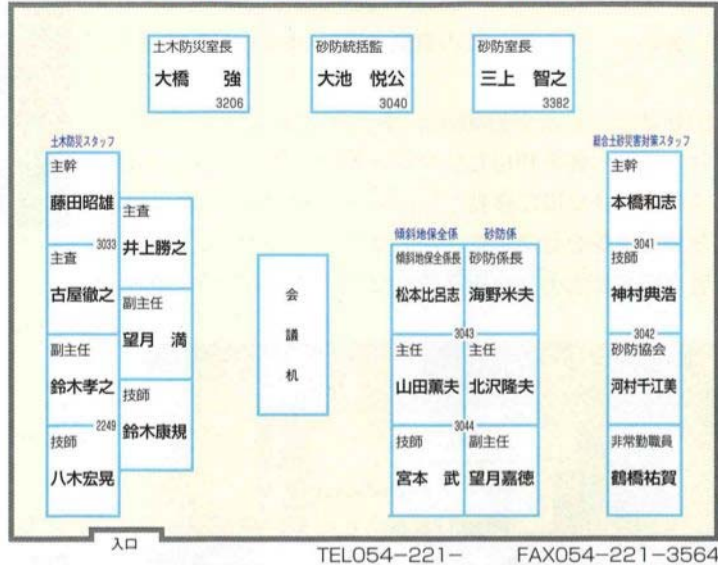 土木防災室長
大橋　強
3206
砂防統括監
大池　悦公
3040
砂防室長
三上　智之
3382
土木防災スタッフ
主幹
藤田昭雄
3033
主査
古屋徹之
副主任
鈴木孝之
2249
技師
八木宏晃
主査
井上勝之
副主任
望月　満
技師
鈴木康規
会
議
机
傾斜地保全係　砂防係
傾斜地保全係長　砂防係長
松本比呂志　海野米夫
3043
主任　主任
山田薫夫　北沢隆夫
3044
技師　副主任
宮本　武　望月嘉徳
総合土砂災害対策スタッフ
主幹
本橋和志
3041
技師
神村典浩
3042
砂防協会
河村千江美
非常勤職員
鶴橋祐賀
入口
TEL054-221-　FAX054-221-3564